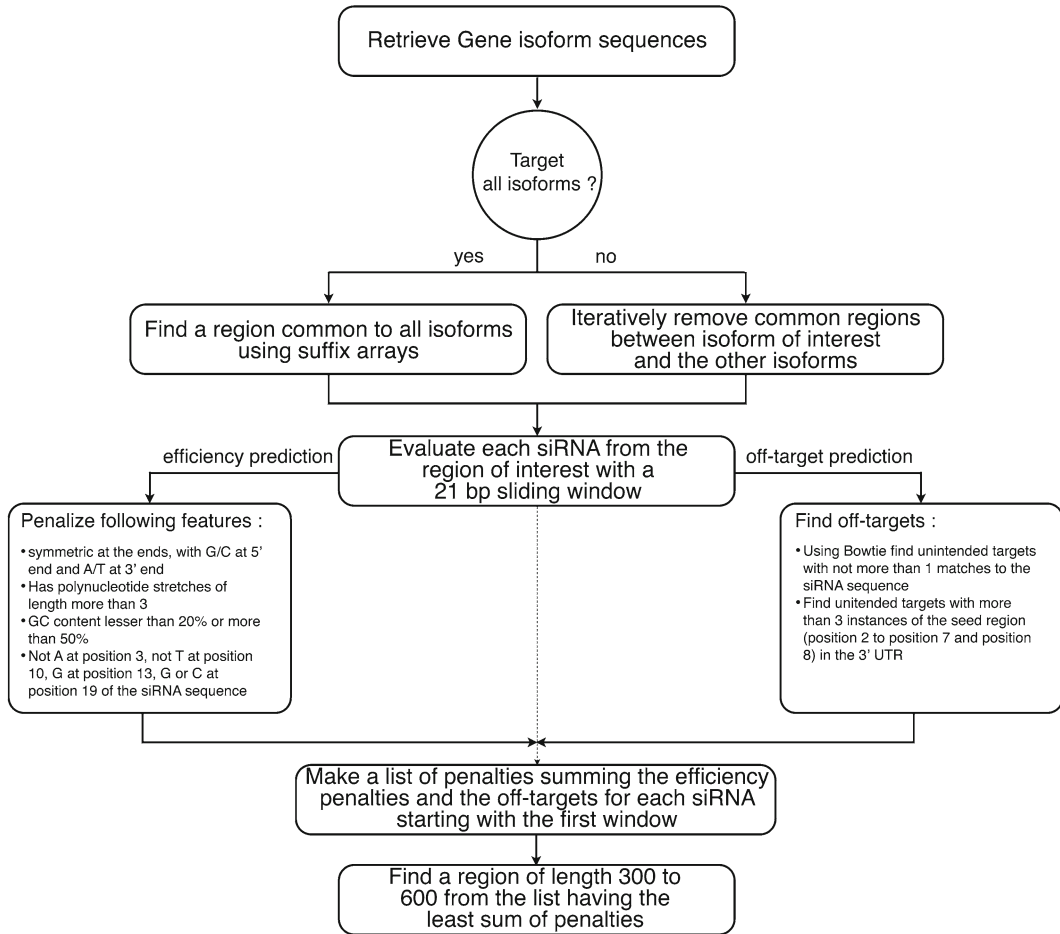 Retrieve Gene isoform sequences
Target
all isoforms ?
yes
no
Find a region common to all isoforms
using suffix arrays
Iteratively remove common regions
between isoform of interest
and the other isoforms
Evaluate each siRNA from the
region of interest with a
21 bp sliding window
efficiency prediction
off-target prediction
Penalize following features :
• symmetric at the ends, with G/C at 5'
end and A/T at 3' end
• Has polynucleotide stretches of
length more than 3
• GC content lesser than 20% or more
than 50%
• Not A at position 3, not T at position
10, G at position 13, G or C at
position 19 of the siRNA sequence
Find off-targets :
• Using Bowtie find unintended targets
with not more than 1 matches to the
siRNA sequence
• Find unitended targets with more
than 3 instances of the seed region
(position 2 to position 7 and position
8) in the 3' UTR
Make a list of penalties summing the efficiency
penalties and the off-targets for each siRNA
starting with the first window
Find a region of length 300 to
600 from the list having the
least sum of penalties